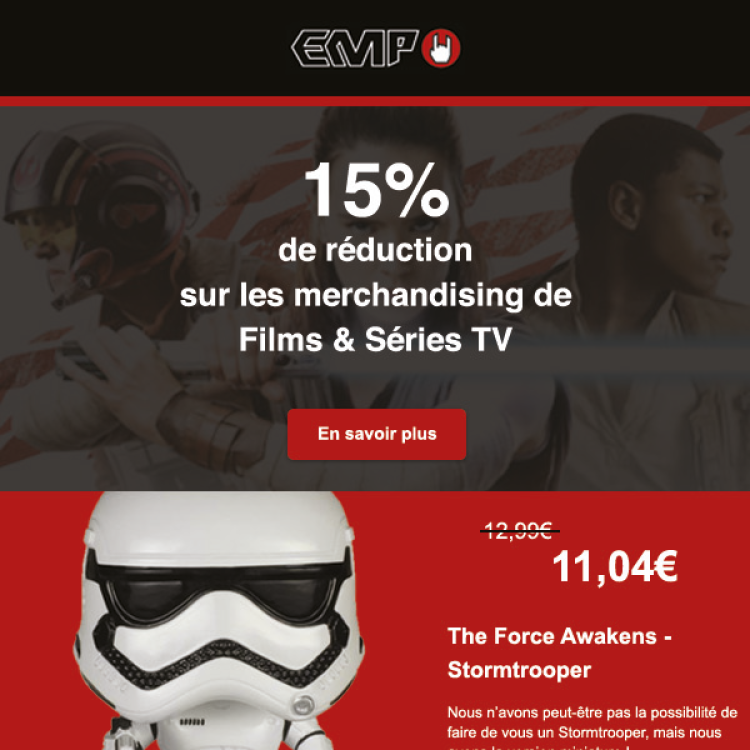 EMP
15%
de réduction
sur les merchandising de
Films & Séries TV
En savoir plus
12,99€
11,04€
The Force Awakens -
Stormtrooper
Nous n'avons peut-être pas la possibilité de
faire de vous un Stormtrooper, mais nous